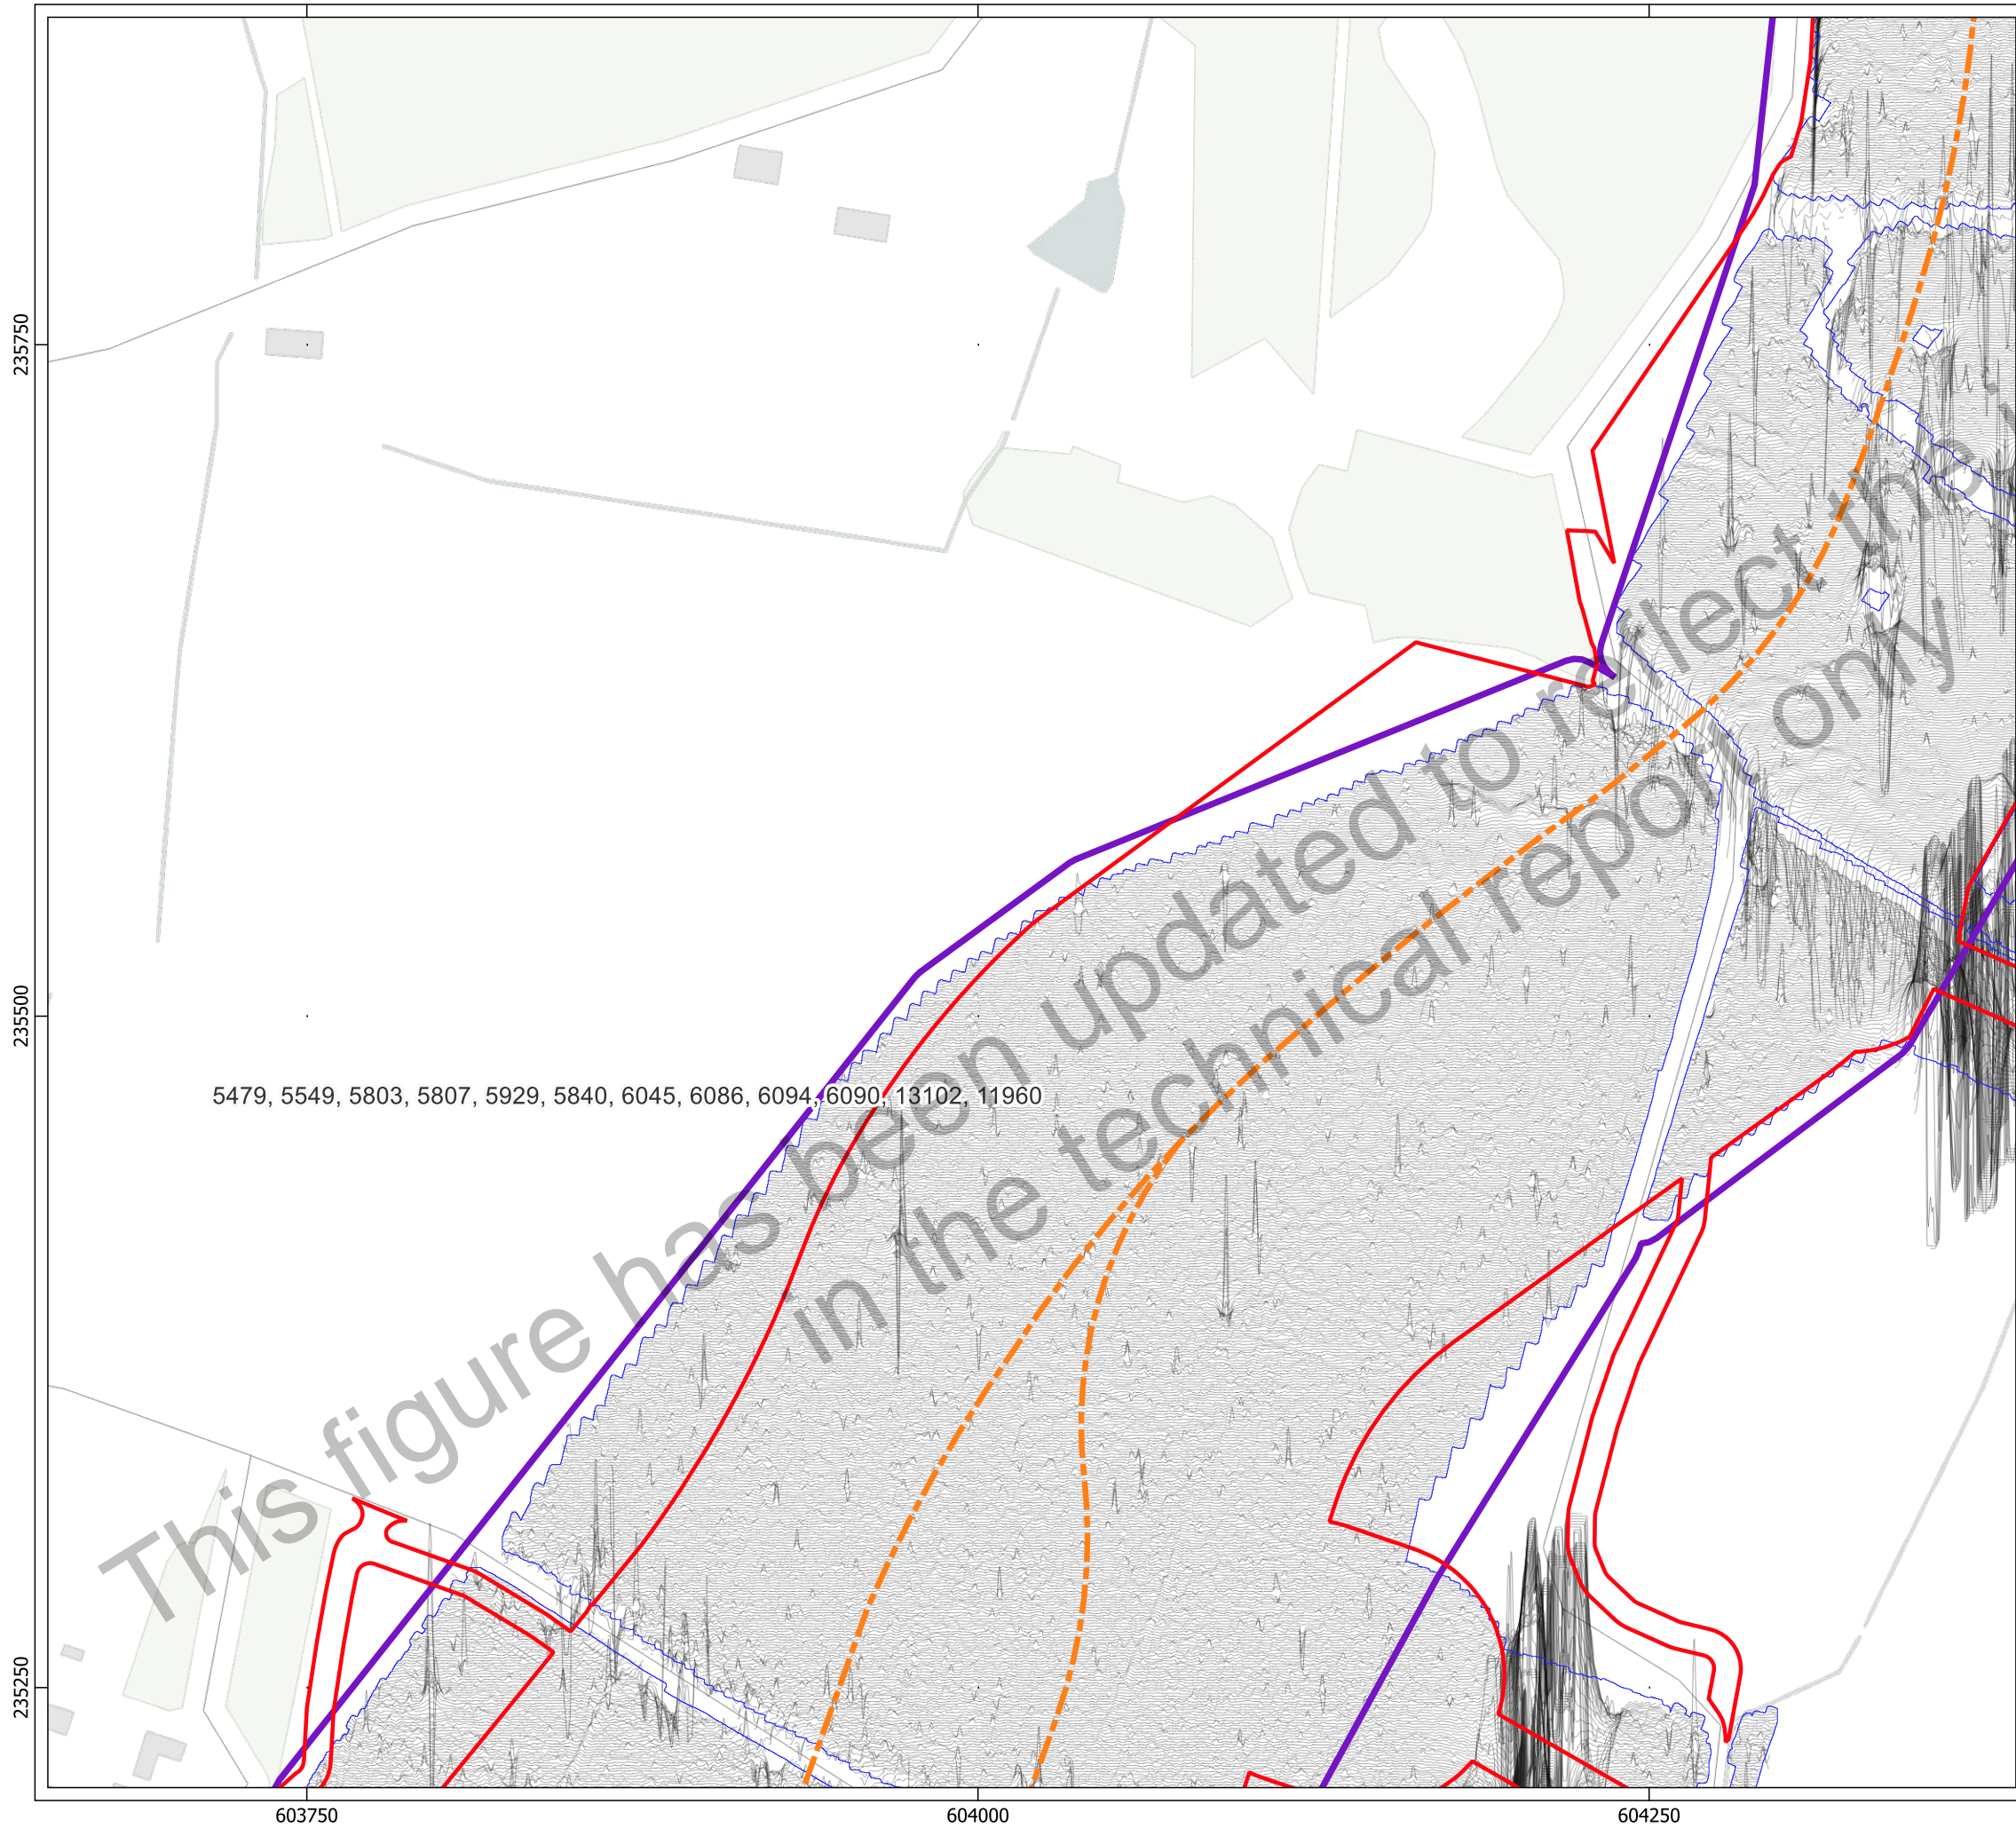 235750
235500
5479, 5549, 5803, 5807, 5929, 5840, 6045, 6086, 6094, 6090, 13102, 11960
This figure has been updated to reflect the
in the technical report only
235250
603750
604000
604250